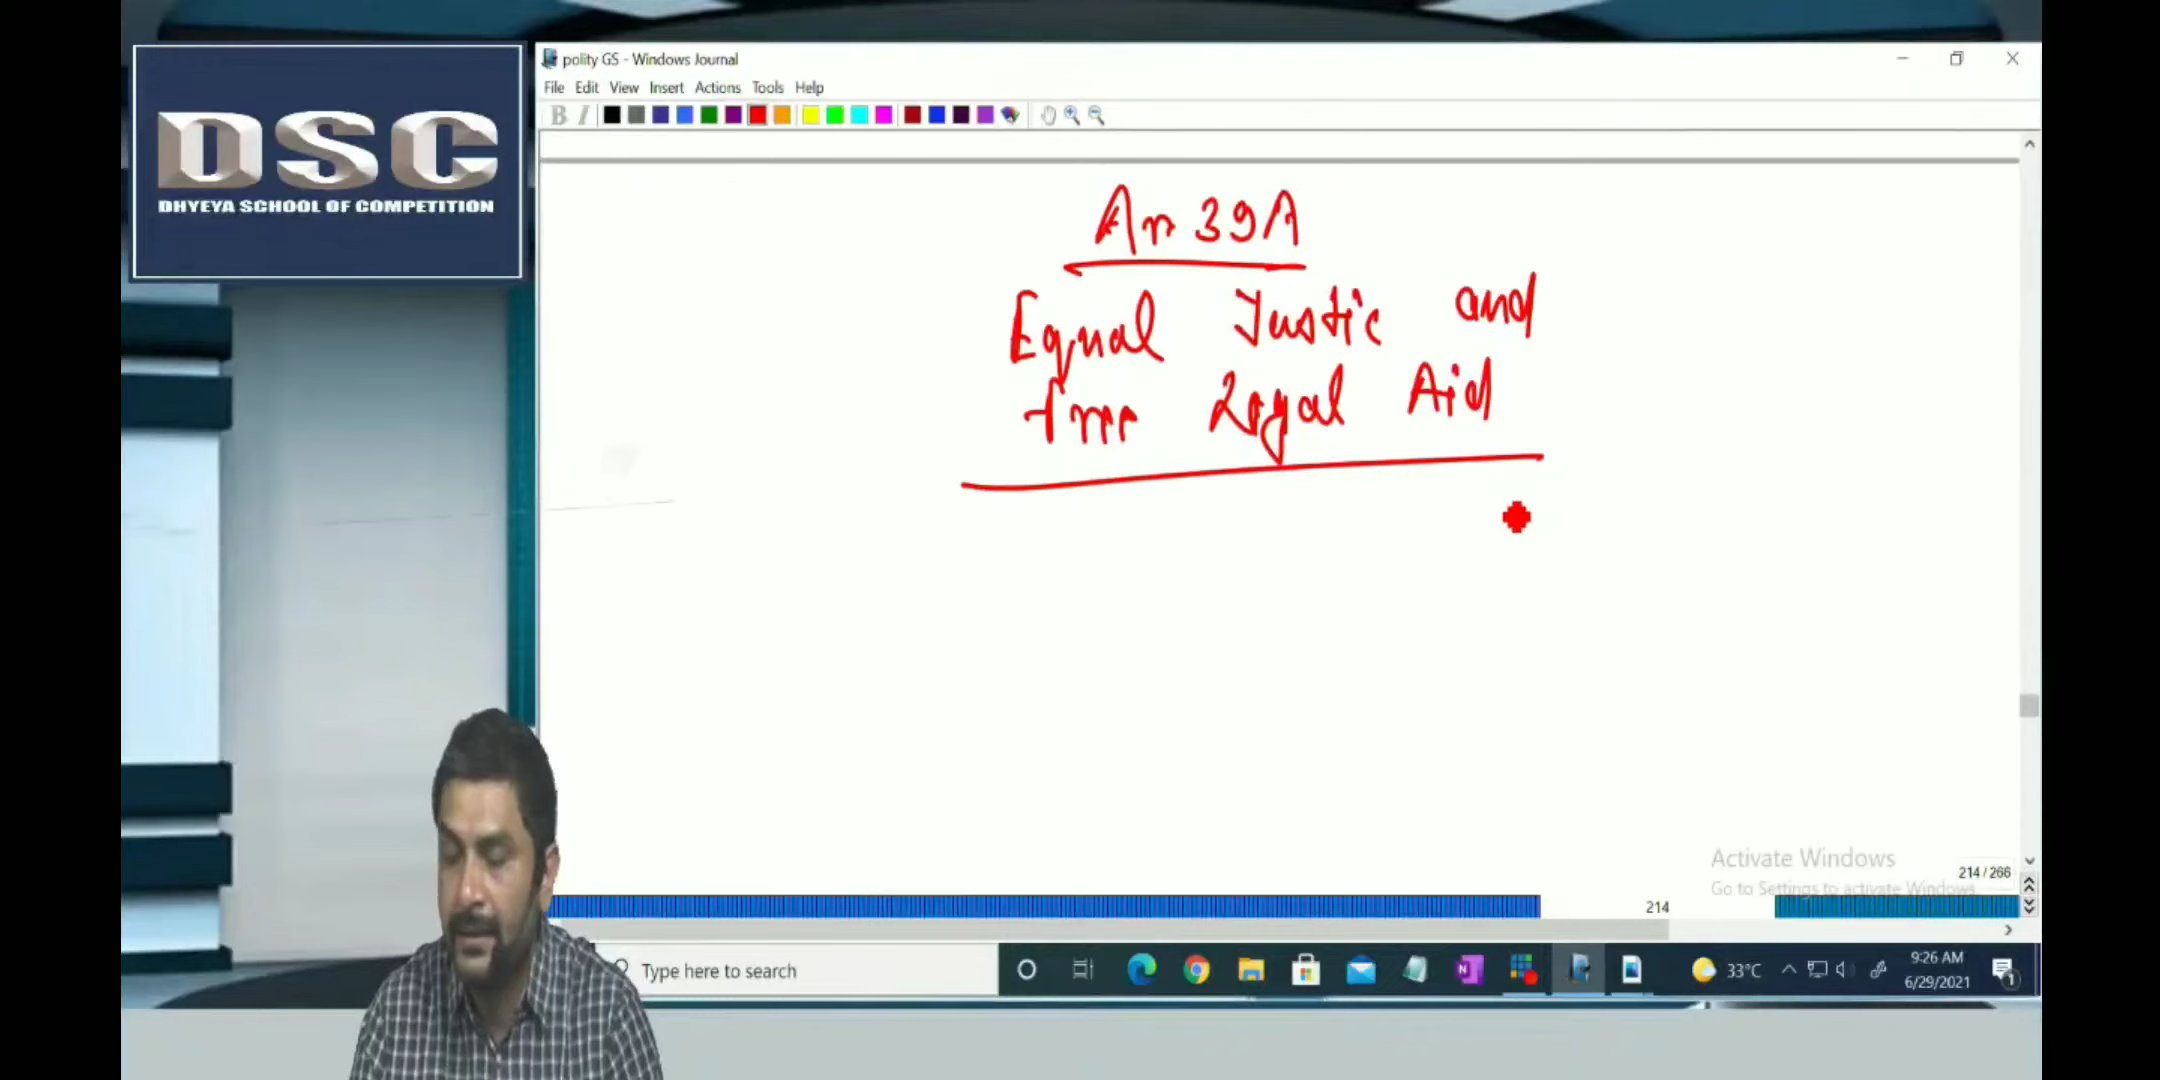 DSC
DHYEYA SCHOOL OF COMPETITION
polity GS - Windows Journal
File Edit View Insert Actions Tools Help
B I
Ar 39A
Equal Justic and
free Legal Aid
Activate Windows
Go to Settings to activate Windows.
214 / 266
214
Type here to search
33°C
9:26 AM
6/29/2021
1